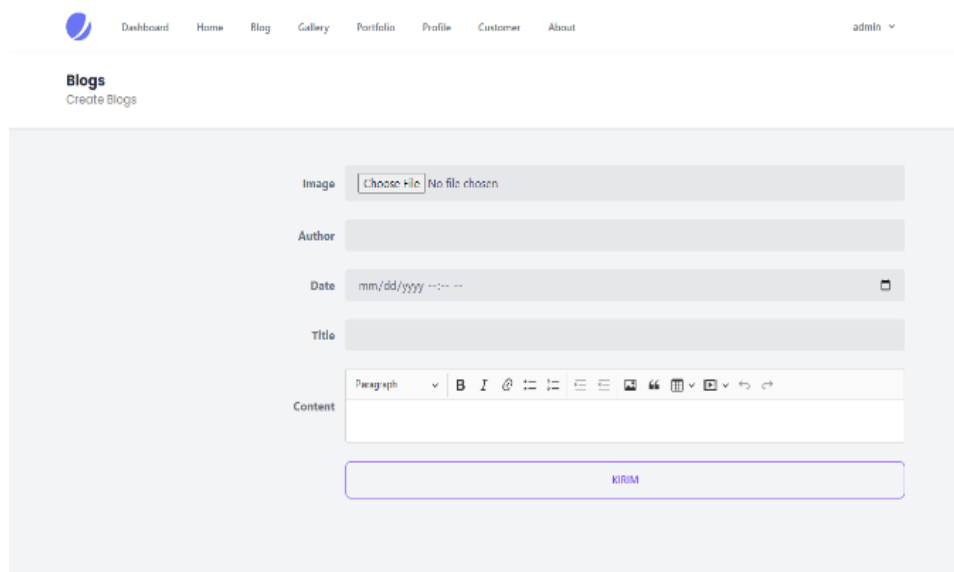 Dashboard Home Blog Gallery Portfolio Profile Customer About admin
Blogs
Create Blogs
Image Choose File No file chosen
Author
Date mm/dd/yyyy --:-- --
Title
Paragraph B I
Content
KIRIM